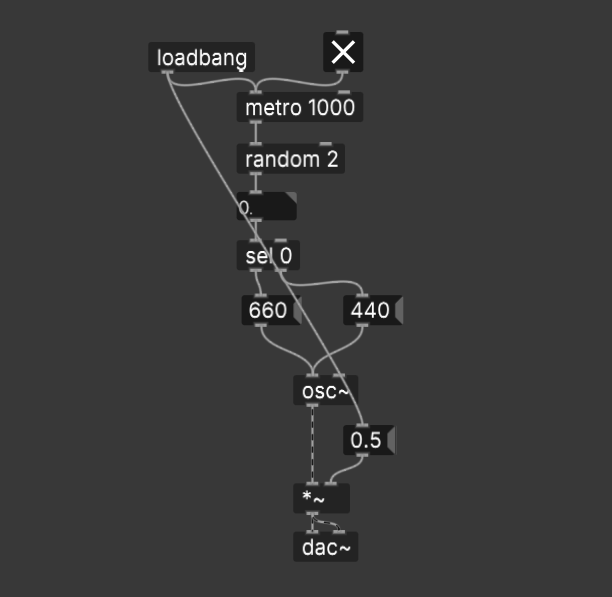 loadbang
metro 1000
random 2
0.
sel 0
660
440
osc~
0.5
*~
dac~